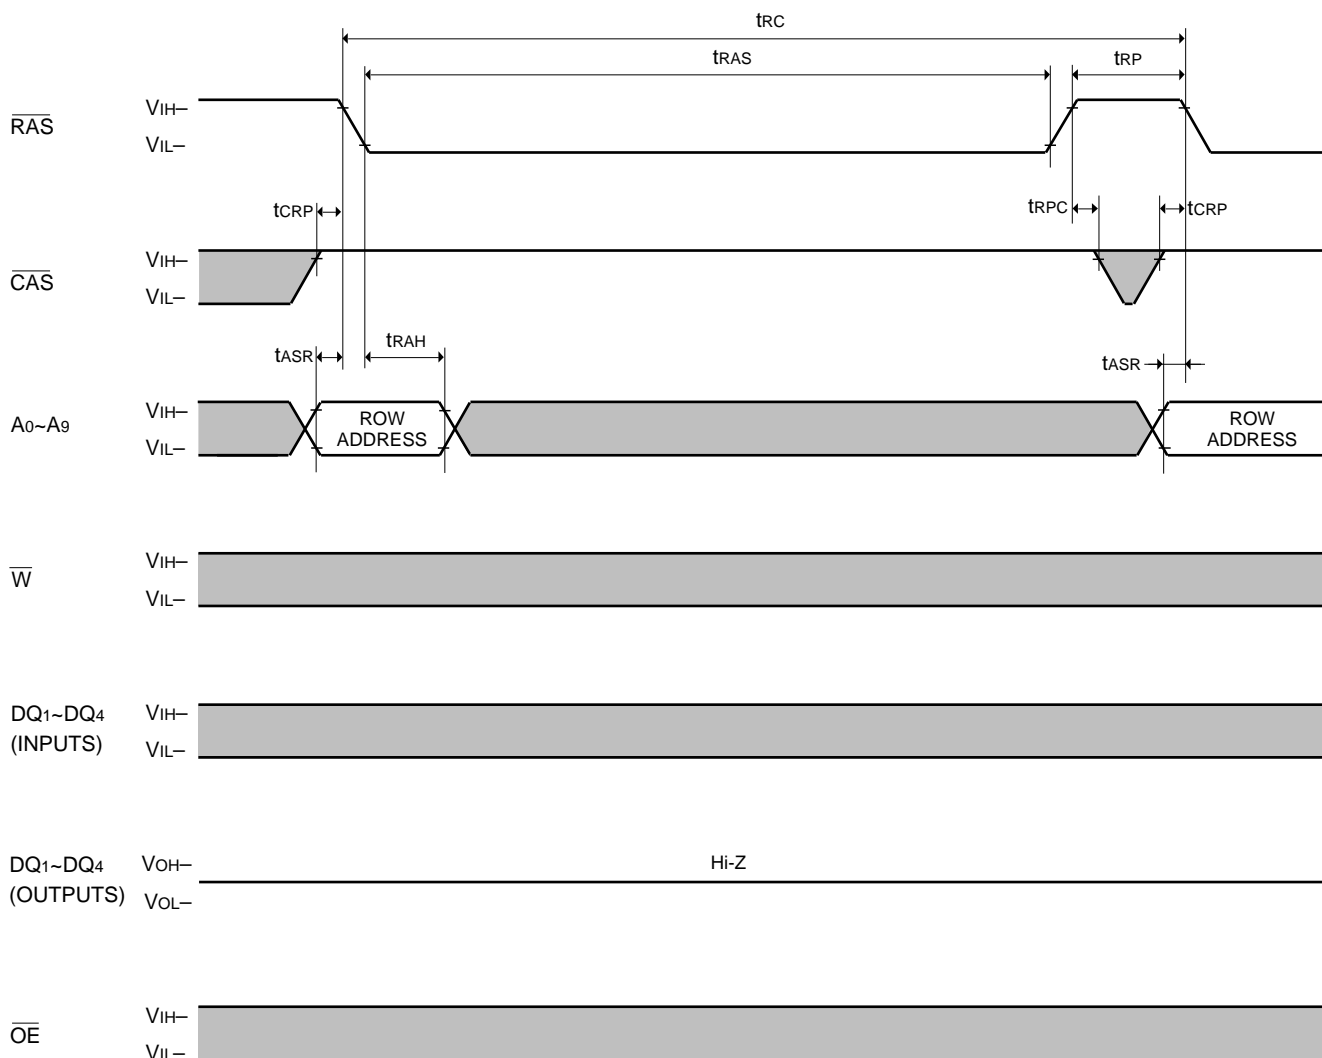 tRC
tRAS
tRP
RAS
VIH–
VIL–
tCRP
tRPC
tCRP
CAS
VIH–
VIL–
tASR
tRAH
tASR
A0~A9
VIH–
VIL–
ROW
ADDRESS
ROW
ADDRESS
W
VIH–
VIL–
DQ1~DQ4
(INPUTS)
VIH–
VIL–
DQ1~DQ4
(OUTPUTS)
VOH–
VOL–
Hi-Z
OE
VIH–
VIL–